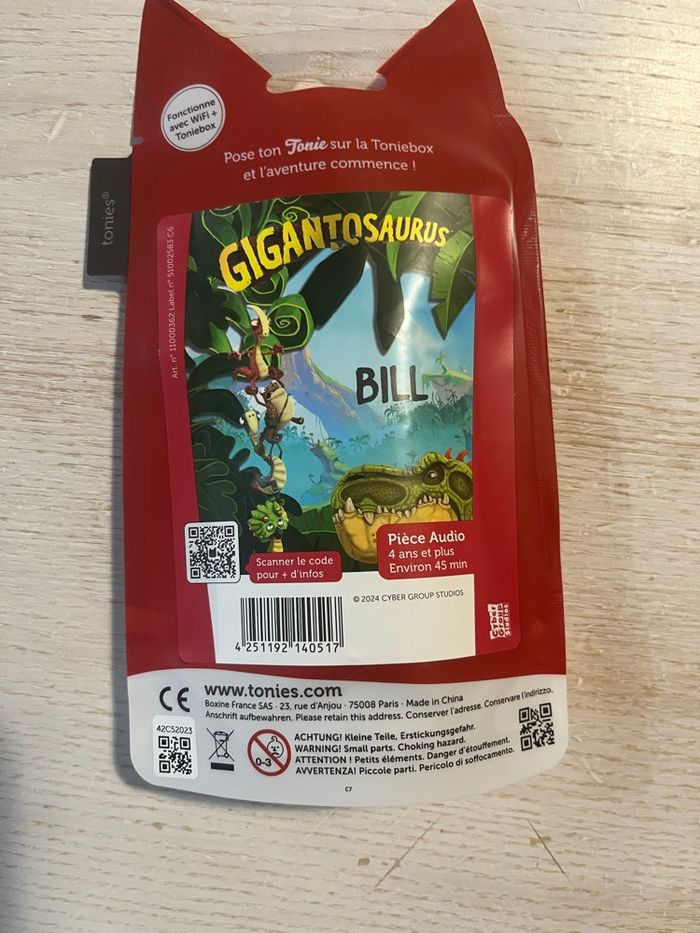 Fonctionne
avec WiFi +
Toniebox
Pose ton Tonie sur la Toniebox
et l'aventure commence !
tonies®
Art. n° 11000362 Label n° 51002583 C6
GIGANTOSAURUS
BILL
Pièce Audio
4 ans et plus
Environ 45 min
Scanner le code
pour + d'infos
© 2024 CYBER GROUP STUDIOS
Cyber
Group
Studios
4 251192 140517
CE
www.tonies.com
Boxine France SAS · 23, rue d'Anjou · 75008 Paris · Made in China
Anschrift aufbewahren. Please retain this address. Conserver l'adresse. Conservare l'indirizzo.
42C52023
0-3
ACHTUNG! Kleine Teile, Erstickungsgefahr.
WARNING! Small parts. Choking hazard.
ATTENTION ! Petits éléments. Danger d'étouffement.
AVVERTENZA! Piccole parti. Pericolo di soffocamento.
C7